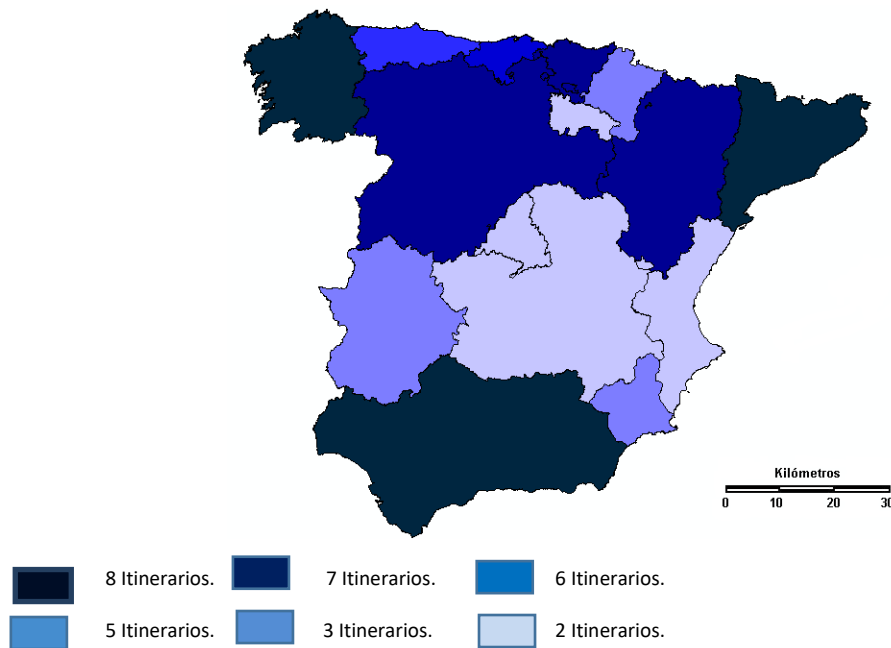 Kilómetros
0 10 20 30
8 Itinerarios. 7 Itinerarios. 6 Itinerarios.
5 Itinerarios. 3 Itinerarios. 2 Itinerarios.